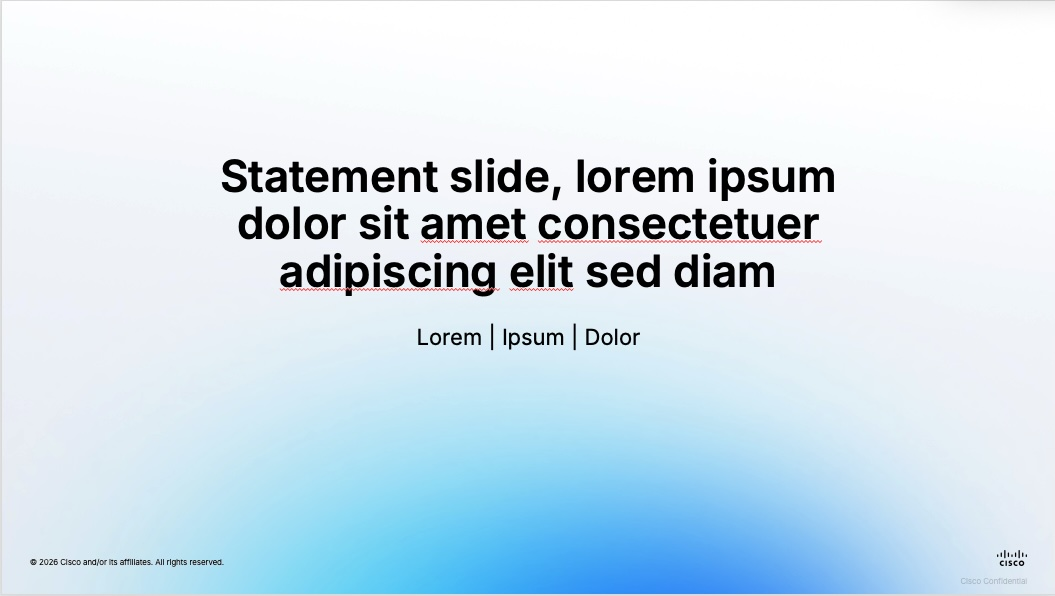 Statement slide, lorem ipsum
dolor sit amet consectetuer
adipiscing elit sed diam
Lorem | Ipsum | Dolor
© 2026 Cisco and/or its affiliates. All rights reserved.
CISCO
Cisco Confidential